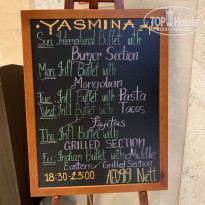 TOP HOTELS
YASMINA
Sun: International Buffet with
Burger Section
Mon: Int'l Buffet with
Mongolian
Tue: Int'l Buffet with Pasta
Wed: Int'l Buffet with Tacos
Fajitas
Thu: Int'l Buffet with
GRILLED SECTION
Fri: Indian Buffet with Middle
Eastern Grilled Section
18:30-23:00 Nett